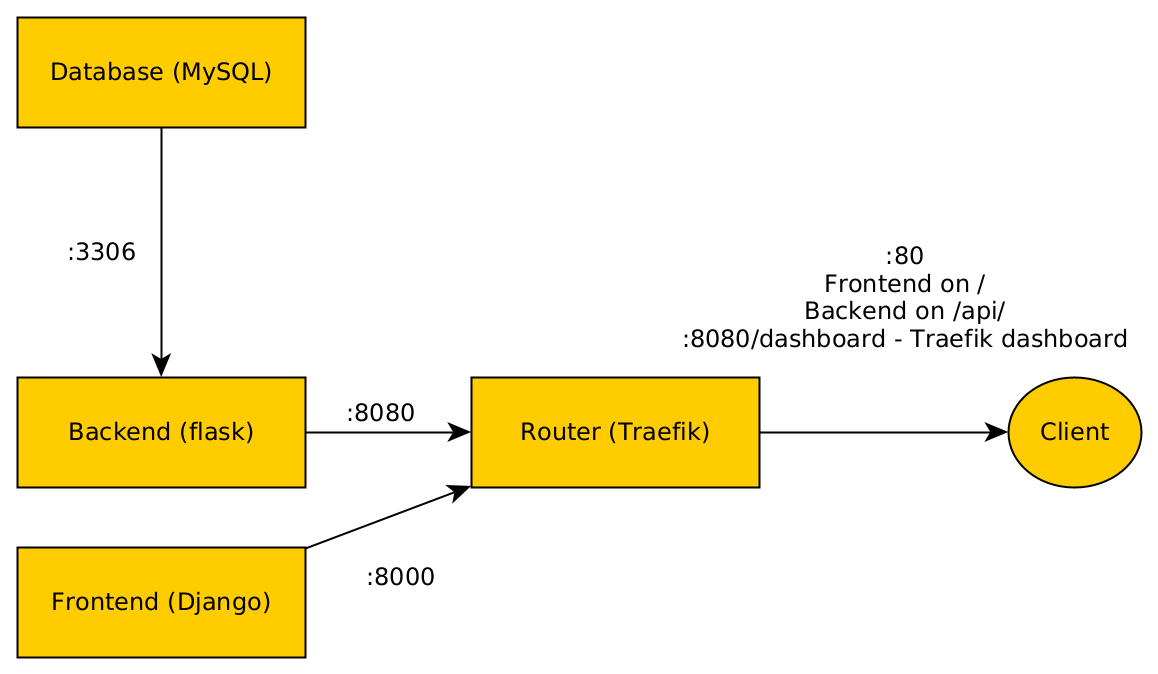 Database (MySQL)
:3306
:80
Frontend on /
Backend on /api/
:8080/dashboard - Traefik dashboard
Backend (flask)
:8080
Router (Traefik)
Client
Frontend (Django)
:8000